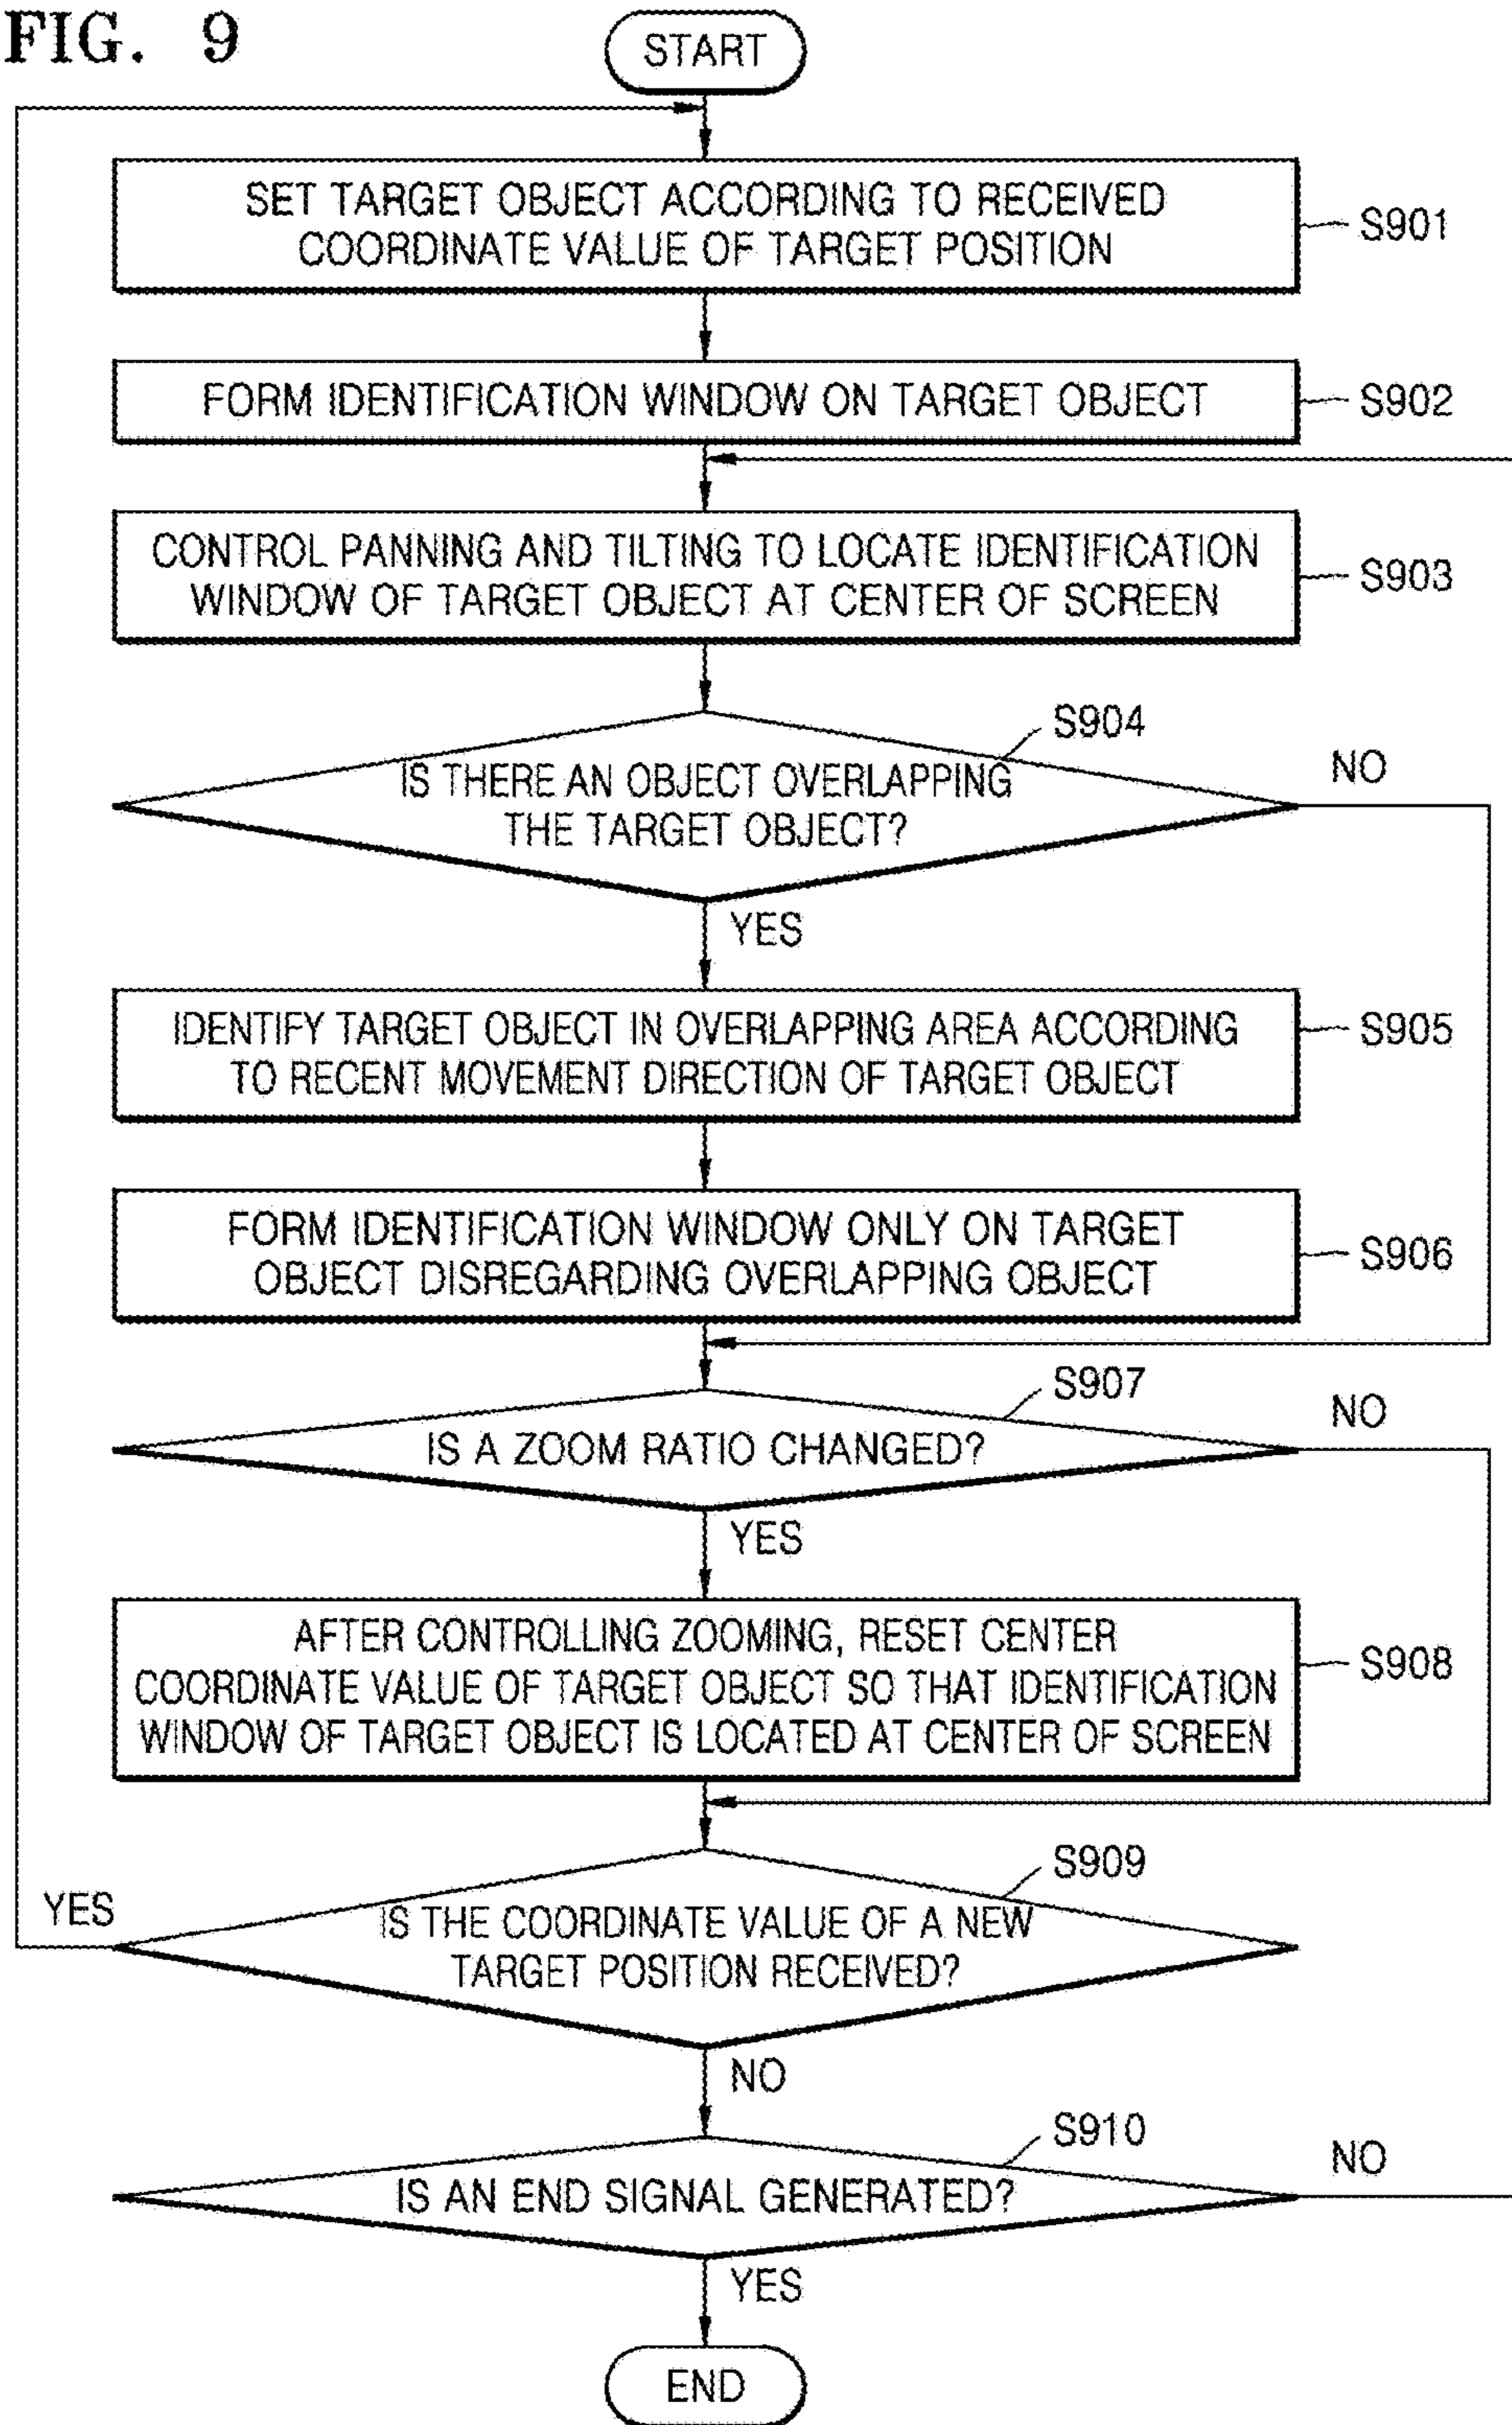 FIG. 9
START
SET TARGET OBJECT ACCORDING TO RECEIVED
COORDINATE VALUE OF TARGET POSITION
S901
FORM IDENTIFICATION WINDOW ON TARGET OBJECT
S902
CONTROL PANNING AND TILTING TO LOCATE IDENTIFICATION
WINDOW OF TARGET OBJECT AT CENTER OF SCREEN
S903
S904
IS THERE AN OBJECT OVERLAPPING
THE TARGET OBJECT?
NO
YES
IDENTIFY TARGET OBJECT IN OVERLAPPING AREA ACCORDING
TO RECENT MOVEMENT DIRECTION OF TARGET OBJECT
S905
FORM IDENTIFICATION WINDOW ONLY ON TARGET
OBJECT DISREGARDING OVERLAPPING OBJECT
S906
S907
IS A ZOOM RATIO CHANGED?
NO
YES
AFTER CONTROLLING ZOOMING, RESET CENTER
COORDINATE VALUE OF TARGET OBJECT SO THAT IDENTIFICATION
WINDOW OF TARGET OBJECT IS LOCATED AT CENTER OF SCREEN
S908
S909
YES
IS THE COORDINATE VALUE OF A NEW
TARGET POSITION RECEIVED?
NO
S910
IS AN END SIGNAL GENERATED?
NO
YES
END